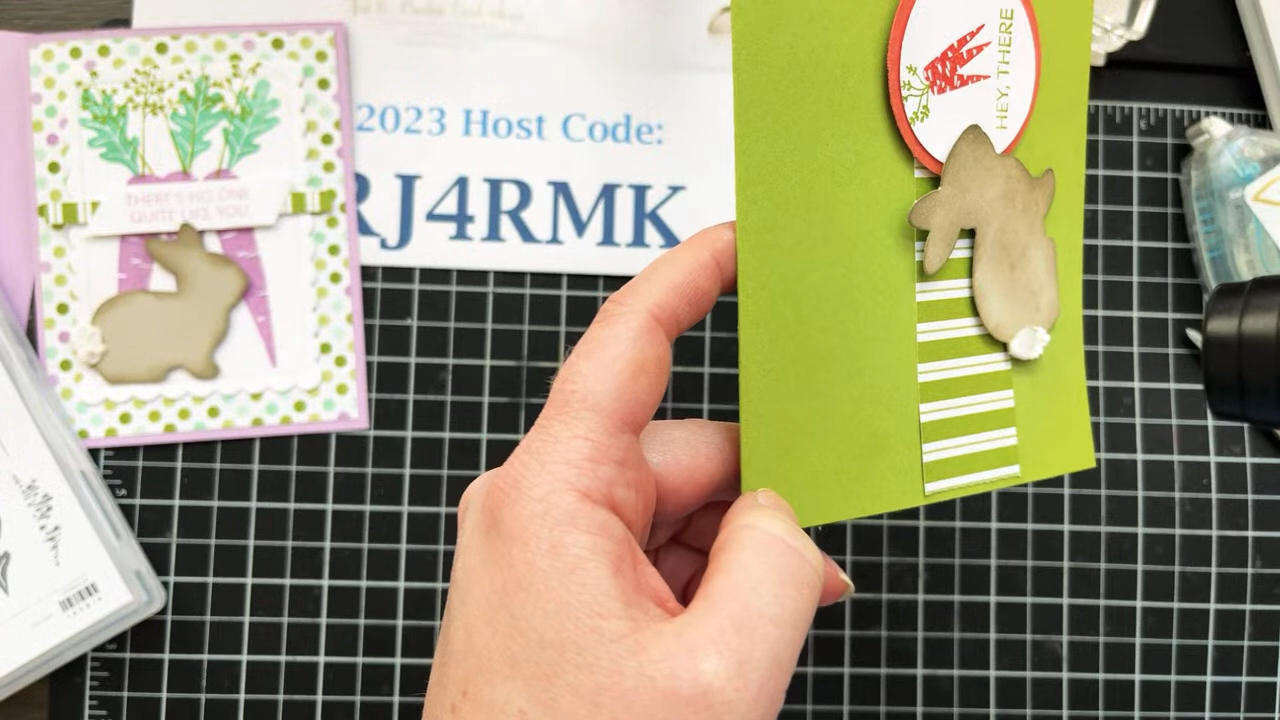 2023 Host Code:
RJ4RMK
HEY, THERE
THERE'S NO ONE
QUITE LIKE YOU